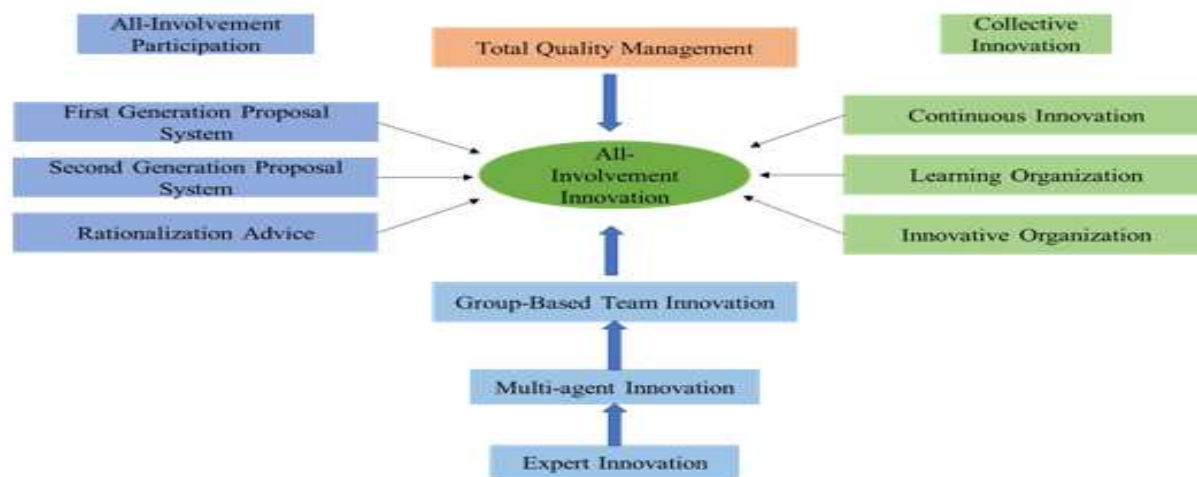 All-Involvement
Participation
Total Quality Management
Collective
Innovation
First Generation Proposal
System
Second Generation Proposal
System
Rationalization Advice
All-
Involvement
Innovation
Continuous Innovation
Learning Organization
Innovative Organization
Group-Based Team Innovation
Multi-agent Innovation
Expert Innovation